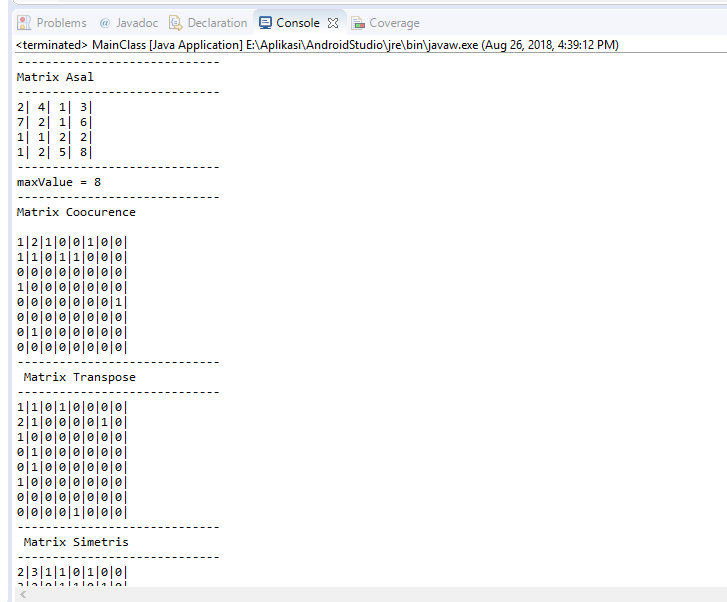 Problems @ Javadoc Declaration Console Coverage
<terminated> MainClass [Java Application] E:\Aplikasi\AndroidStudio\jre\bin\javaw.exe (Aug 26, 2018, 4:39:12 PM)
-----------------------------
Matrix Asal
-----------------------------
2| 4| 1| 3|
7| 2| 1| 6|
1| 1| 2| 2|
1| 2| 5| 8|
-----------------------------
maxValue = 8
-----------------------------
Matrix Coocurence
1|2|1|0|0|1|0|0|
1|1|0|1|1|0|0|0|
0|0|0|0|0|0|0|0|
1|0|0|0|0|0|0|0|
0|0|0|0|0|0|0|1|
0|0|0|0|0|0|0|0|
0|1|0|0|0|0|0|0|
0|0|0|0|0|0|0|0|
-----------------------------
Matrix Transpose
-----------------------------
1|1|0|1|0|0|0|0|
2|1|0|0|0|0|1|0|
1|0|0|0|0|0|0|0|
0|1|0|0|0|0|0|0|
0|1|0|0|0|0|0|0|
1|0|0|0|0|0|0|0|
0|0|0|0|0|0|0|0|
0|0|0|0|1|0|0|0|
-----------------------------
Matrix Simetris
-----------------------------
2|3|1|1|0|1|0|0|